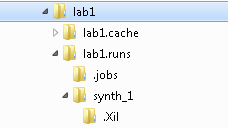 lab1
lab1.cache
lab1.runs
.jobs
synth_1
.Xil